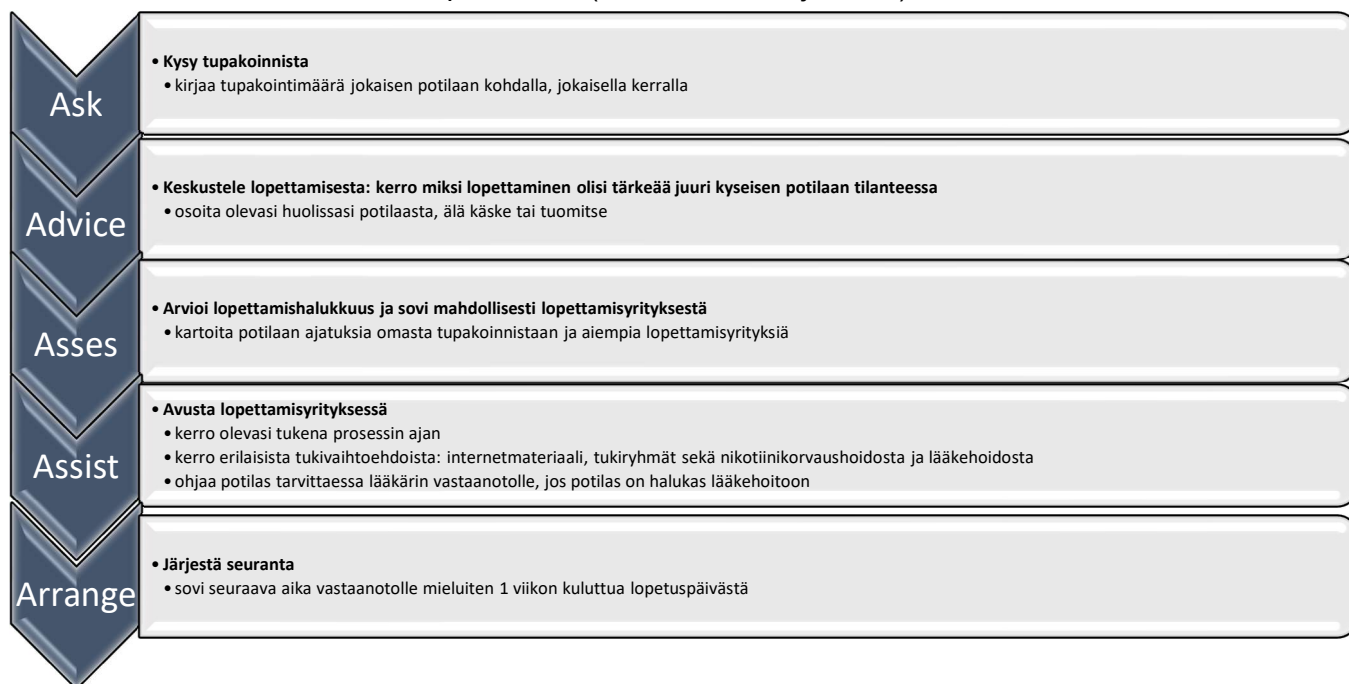 Ask
• Kysy tupakoinnista
• kirjaa tupakointimäärä jokaisen potilaan kohdalla, jokaisella kerralla
Advice
• Keskustele lopettamisesta: kerro miksi lopettaminen olisi tärkeää juuri kyseisen potilaan tilanteessa
• osoita olevasi huolissasi potilaasta, älä käske tai tuomitse
Asses
• Arvioi lopettamishalukkuus ja sovi mahdollisesti lopettamisyrityksestä
• kartoita potilaan ajatuksia omasta tupakoinnistaan ja aiempia lopettamisyrityksiä
Assist
• Avusta lopettamisyrityksessä
• kerro olevasi tukena prosessin ajan
• kerro erilaisista tukivaihtoehdoista: internetmateriaali, tukiryhmät sekä nikotiinikorvaushoidosta ja lääkehoidosta
• ohjaa potilas tarvittaessa lääkärin vastaanotolle, jos potilas on halukas lääkehoitoon
Arrange
• Järjestä seuranta
• sovi seuraava aika vastaanotolle mieluiten 1 viikon kuluttua lopetuspäivästä